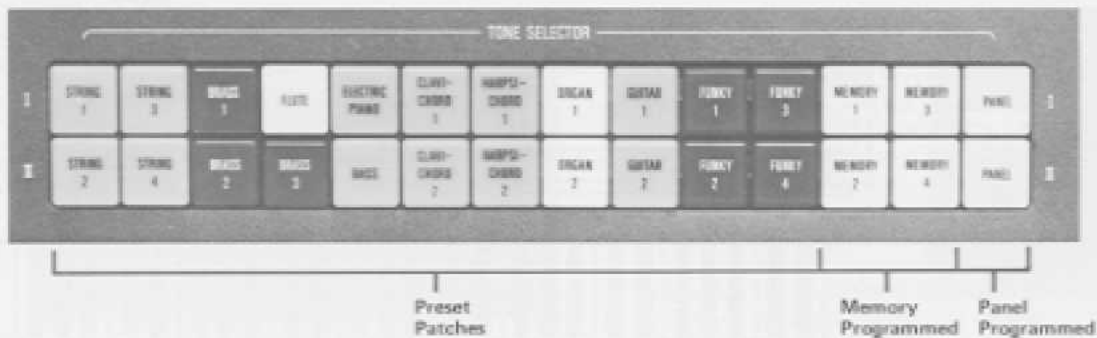 TONE SELECTOR
I
STRING
1
STRING
3
BRASS
1
FLUTE
ELECTRIC
PIANO
CLAVI-
CHORD
1
HARPSI-
CHORD
1
ORGAN
1
GUITAR
1
FUNKY
1
FUNKY
3
MEMORY
1
MEMORY
3
PANEL
I
II
STRING
2
STRING
4
BRASS
2
BRASS
3
BASS
CLAVI-
CHORD
2
HARPSI-
CHORD
2
ORGAN
2
GUITAR
2
FUNKY
2
FUNKY
4
MEMORY
2
MEMORY
4
PANEL
II
Preset
Patches
Memory
Programmed
Panel
Programmed